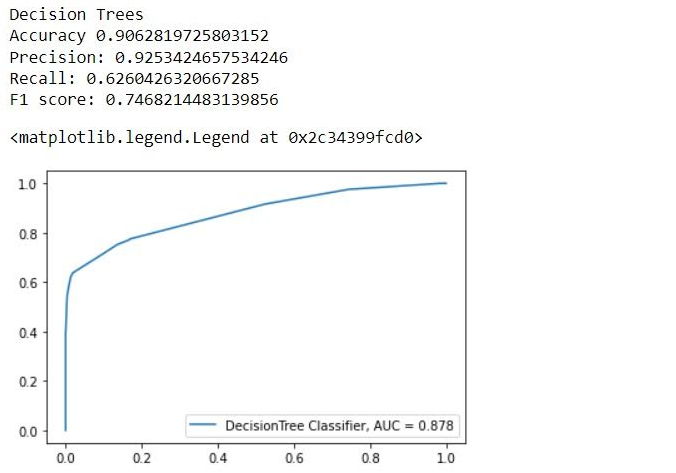 Decision Trees
Accuracy 0.9062819725803152
Precision: 0.9253424657534246
Recall: 0.6260426320667285
F1 score: 0.7468214483139856
<matplotlib.legend.Legend at 0x2c34399fcd0>
1.0
0.8
0.6
0.4
0.2
0.0
DecisionTree Classifier, AUC = 0.878
0.0 0.2 0.4 0.6 0.8 1.0